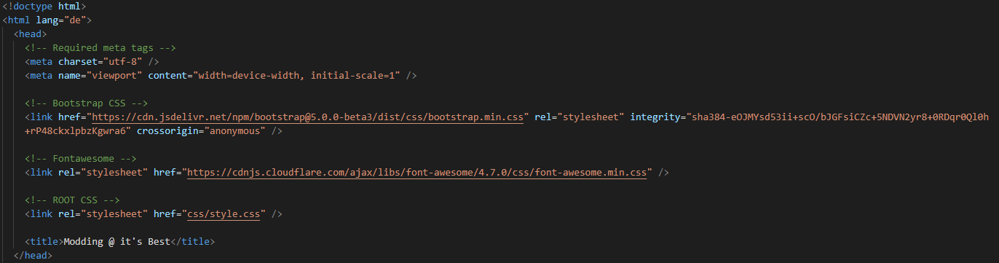 <!doctype html>
<html lang="de">
<head>
<!-- Required meta tags -->
<meta charset="utf-8" />
<meta name="viewport" content="width=device-width, initial-scale=1" />
<!-- Bootstrap CSS -->
<link href="https://cdn.jsdelivr.net/npm/bootstrap@5.0.0-beta3/dist/css/bootstrap.min.css" rel="stylesheet" integrity="sha384-eOJMYsd53ii+scO/bJGFsiCZc+5NDVN2yr8+0RDqr0Ql0h
+rP48ckxlpbzKgwra6" crossorigin="anonymous" />
<!-- Fontawesome -->
<link rel="stylesheet" href="https://cdnjs.cloudflare.com/ajax/libs/font-awesome/4.7.0/css/font-awesome.min.css" />
<!-- ROOT CSS -->
<link rel="stylesheet" href="css/style.css" />
<title>Modding @ it's Best</title>
</head>